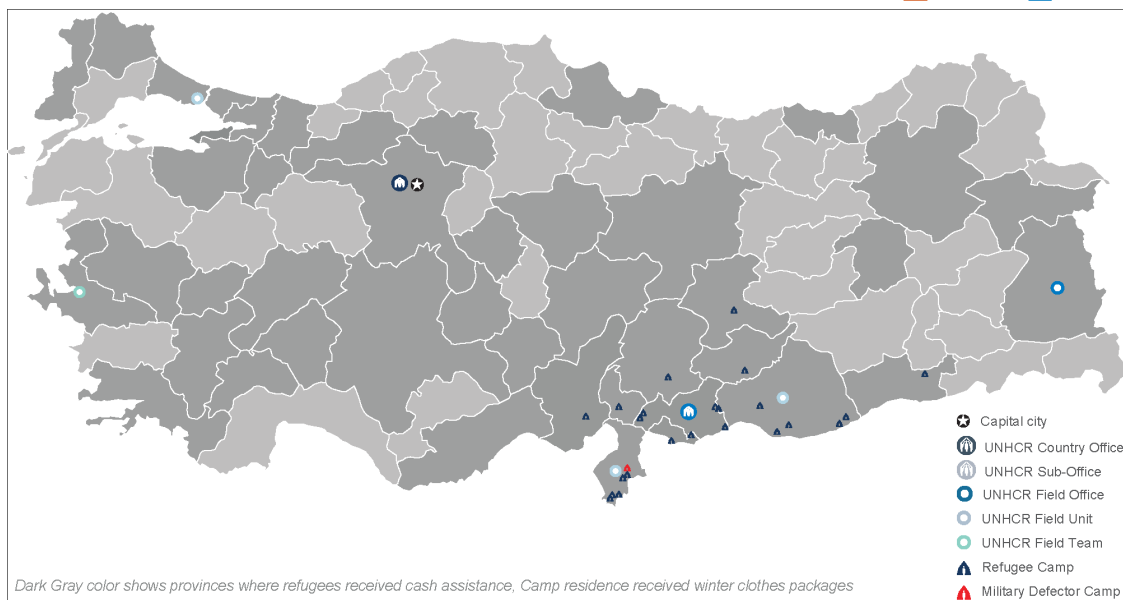 Capital city
UNHCR Country Office
UNHCR Sub-Office
UNHCR Field Office
UNHCR Field Unit
UNHCR Field Team
Refugee Camp
Military Defector Camp
Dark Gray color shows provinces where refugees received cash assistance, Camp residence received winter clothes packages